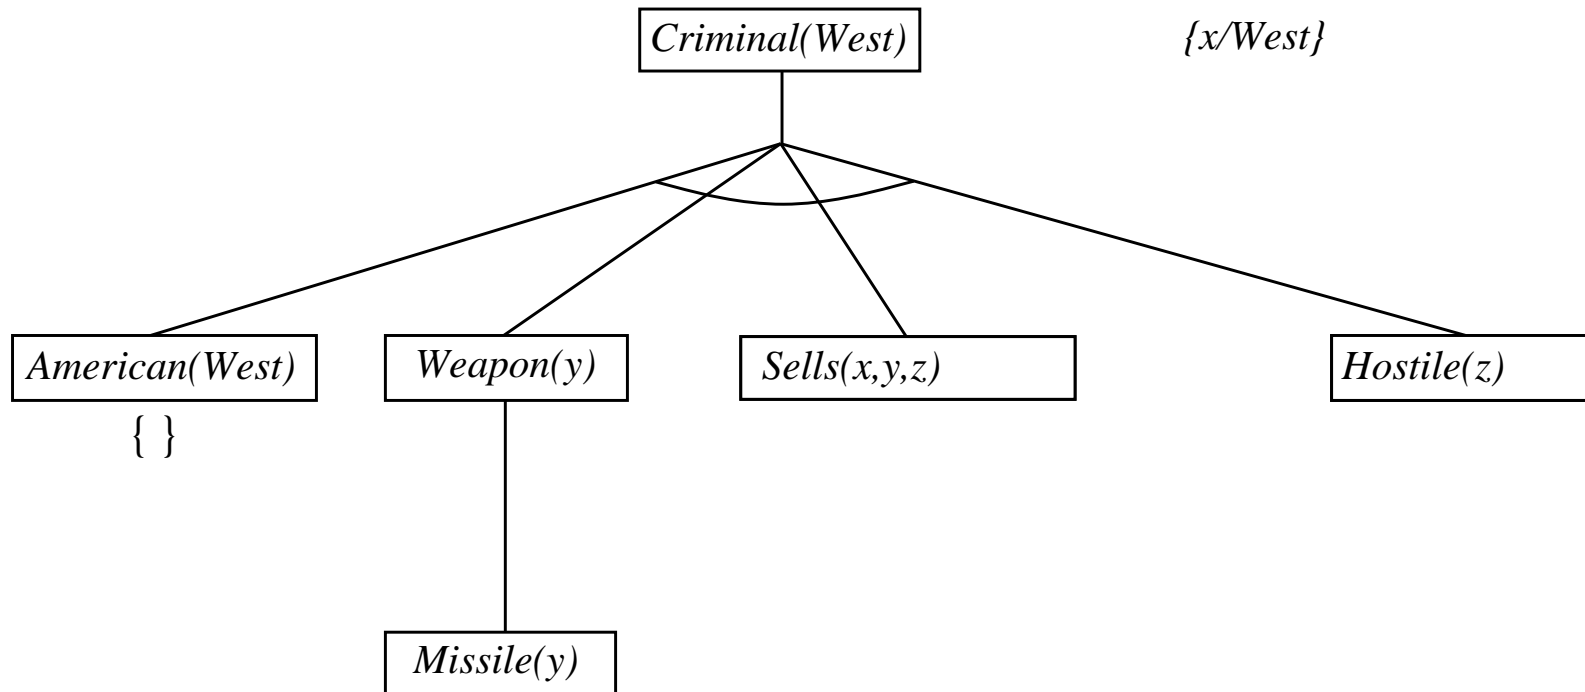 Criminal(West)
{x/West}
American(West)
Weapon(y)
Sells(x,y,z)
Hostile(z)
{ }
Missile(y)